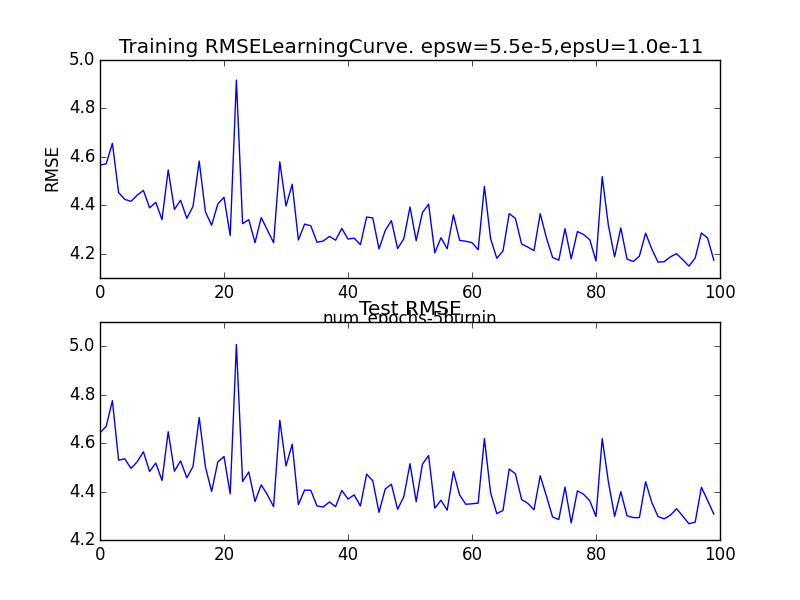 Training RMSELearningCurve. epsw=5.5e-5,epsU=1.0e-11
5.0
4.8
4.6
4.4
4.2
RMSE
0 20 40 60 80 100
num_epochs-5burnin
Test RMSE
5.0
4.8
4.6
4.4
4.2
0 20 40 60 80 100